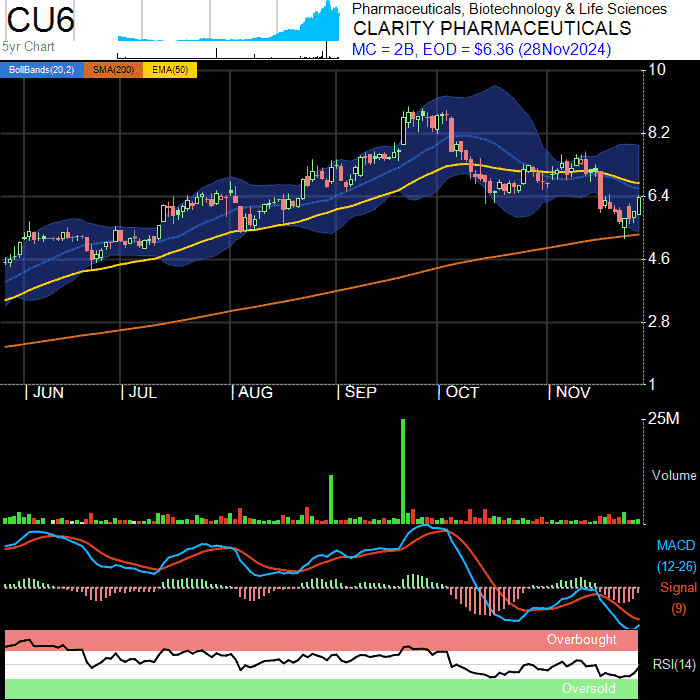 CU6
5yr Chart
Pharmaceuticals, Biotechnology & Life Sciences
CLARITY PHARMACEUTICALS
MC = 2B, EOD = $6.36 (28Nov2024)
BollBands(20,2) SMA(200) EMA(50)
10
8.2
6.4
4.6
2.8
1
JUN JUL AUG SEP OCT NOV
25M
Volume
MACD
(12-26)
Signal
(9)
Overbought
RSI(14)
Oversold